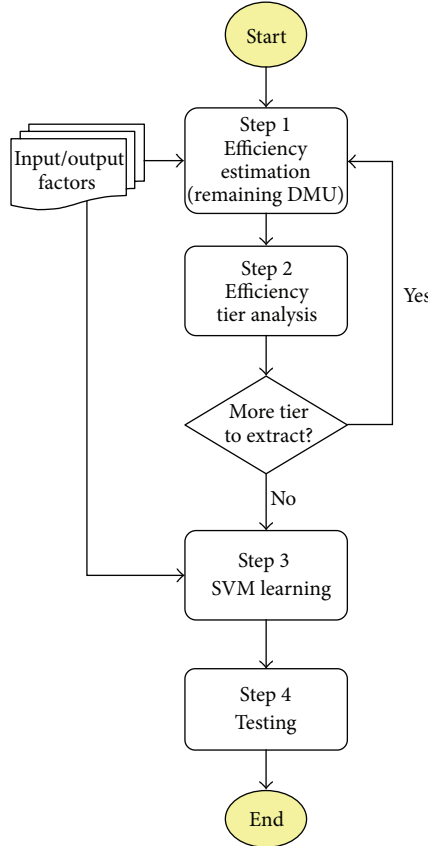 Start
Step 1
Efficiency
estimation
(remaining DMU)
Input/output
factors
Step 2
Efficiency
tier analysis
Yes
More tier
to extract?
No
Step 3
SVM learning
Step 4
Testing
End